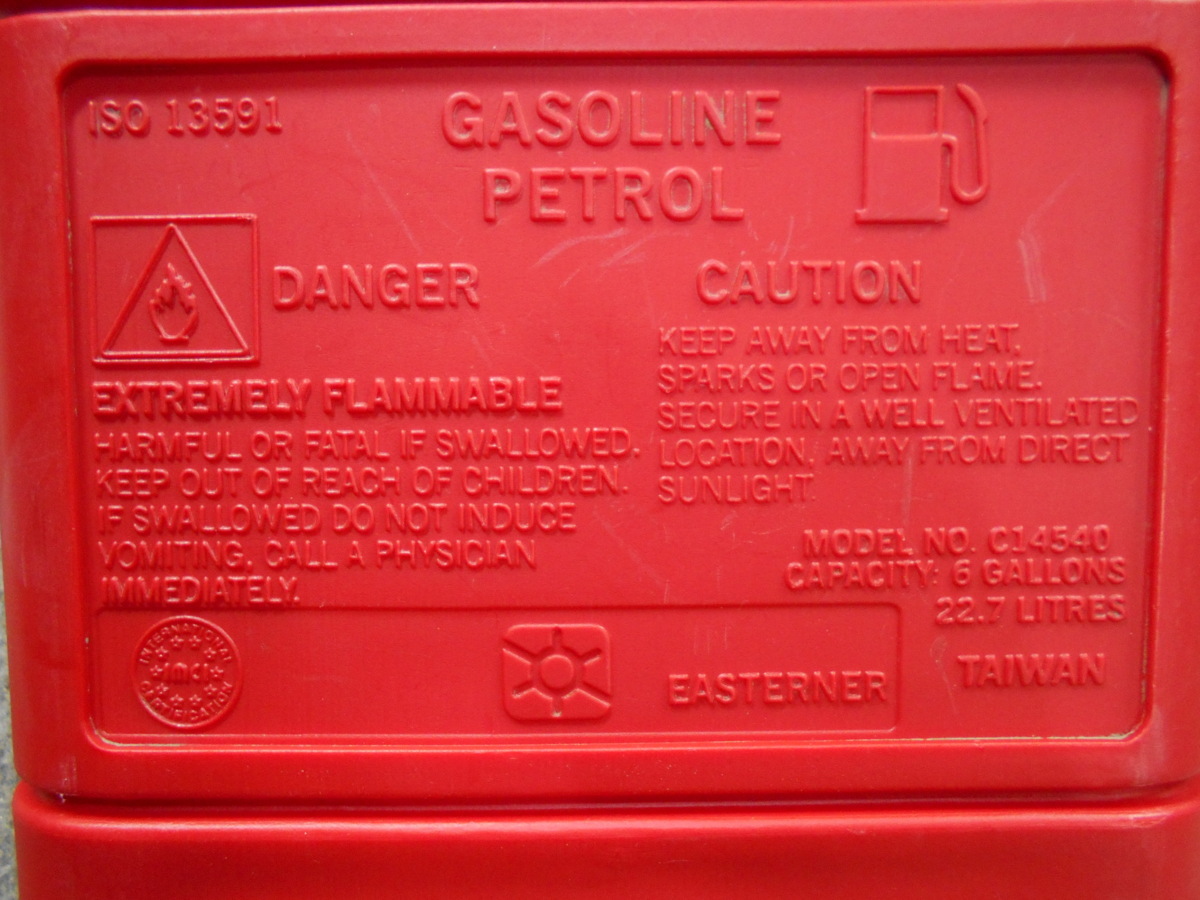 ISO 13591
GASOLINE
PETROL
DANGER
EXTREMELY FLAMMABLE
HARMFUL OR FATAL IF SWALLOWED.
KEEP OUT OF REACH OF CHILDREN.
IF SWALLOWED DO NOT INDUCE
VOMITING. CALL A PHYSICIAN
IMMEDIATELY.
CAUTION
KEEP AWAY FROM HEAT,
SPARKS OR OPEN FLAME.
SECURE IN A WELL VENTILATED
LOCATION, AWAY FROM DIRECT
SUNLIGHT.
MODEL NO. C14540
CAPACITY: 6 GALLONS
22.7 LITRES
TAIWAN
INTERNATIONAL
imci
CERTIFICATION
EASTERNER